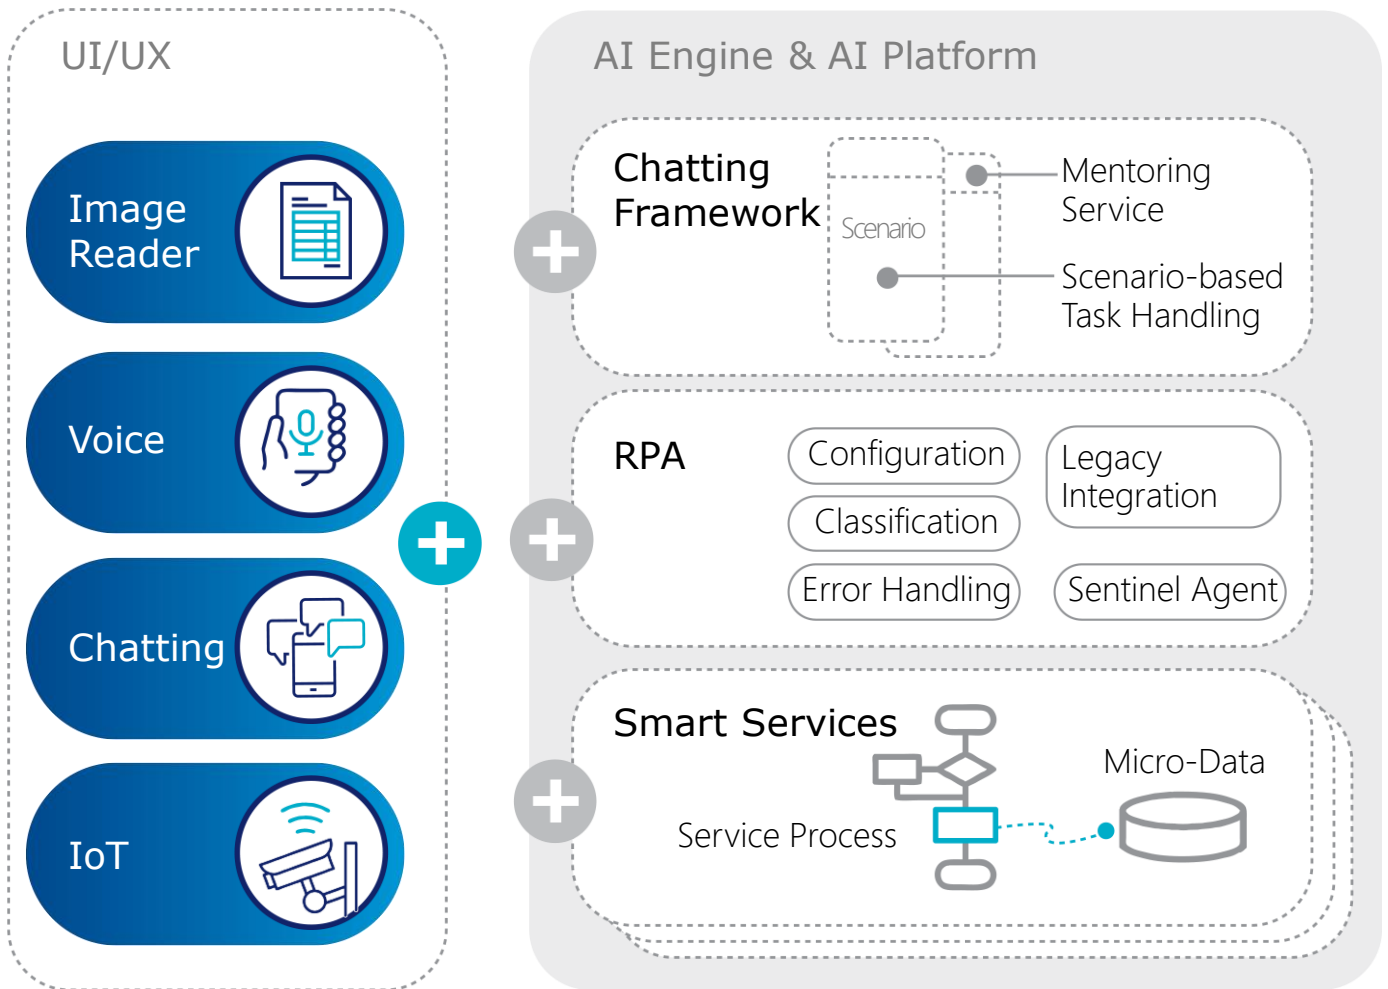 UI/UX
Image
Reader
Voice
Chatting
IoT
AI Engine & AI Platform
Chatting
Framework
Scenario
Mentoring
Service
Scenario-based
Task Handling
RPA
Configuration
Classification
Error Handling
Legacy
Integration
Sentinel Agent
Smart Services
Service Process
Micro-Data